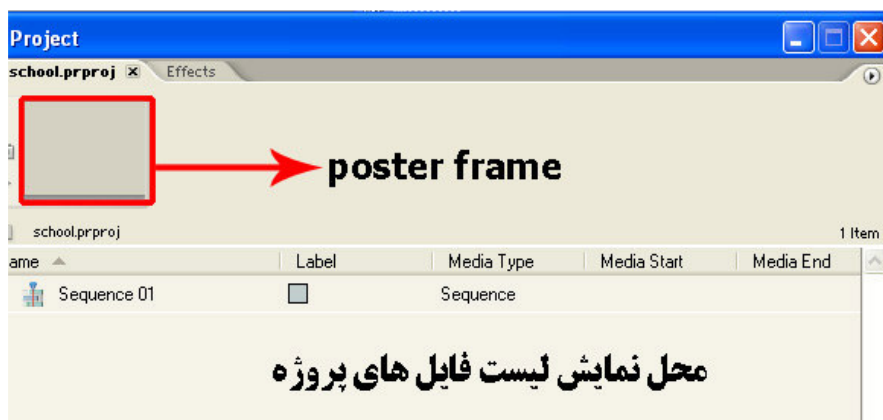 Project
school.prproj Effects
poster frame
school.prproj 1 Item
ame Label Media Type Media Start Media End
Sequence 01 Sequence
محل نمایش لیست فایل های پروژه